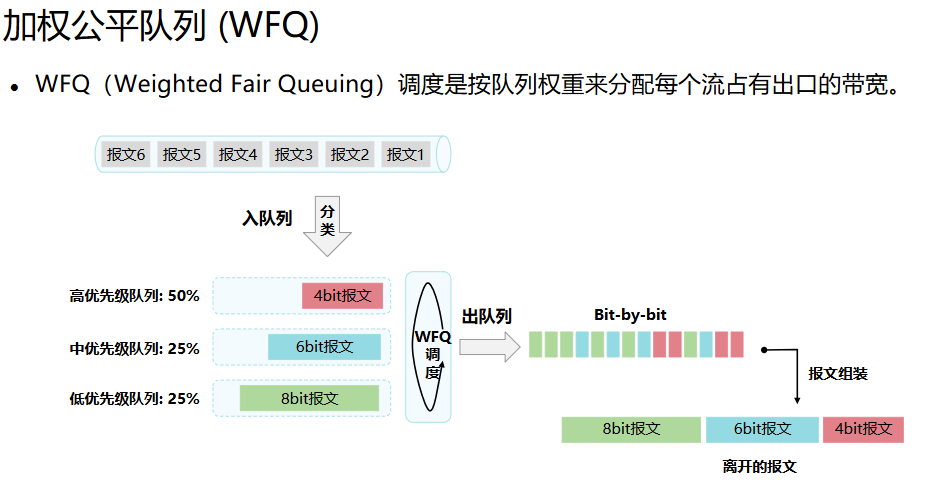 加权公平队列 (WFQ)
• WFQ（Weighted Fair Queuing）调度是按队列权重来分配每个流占有出口的带宽。
报文6 报文5 报文4 报文3 报文2 报文1
入队列
分类
高优先级队列: 50%
4bit报文
中优先级队列: 25%
6bit报文
低优先级队列: 25%
8bit报文
WFQ
调
度
出队列
Bit-by-bit
报文组装
8bit报文 6bit报文 4bit报文
离开的报文